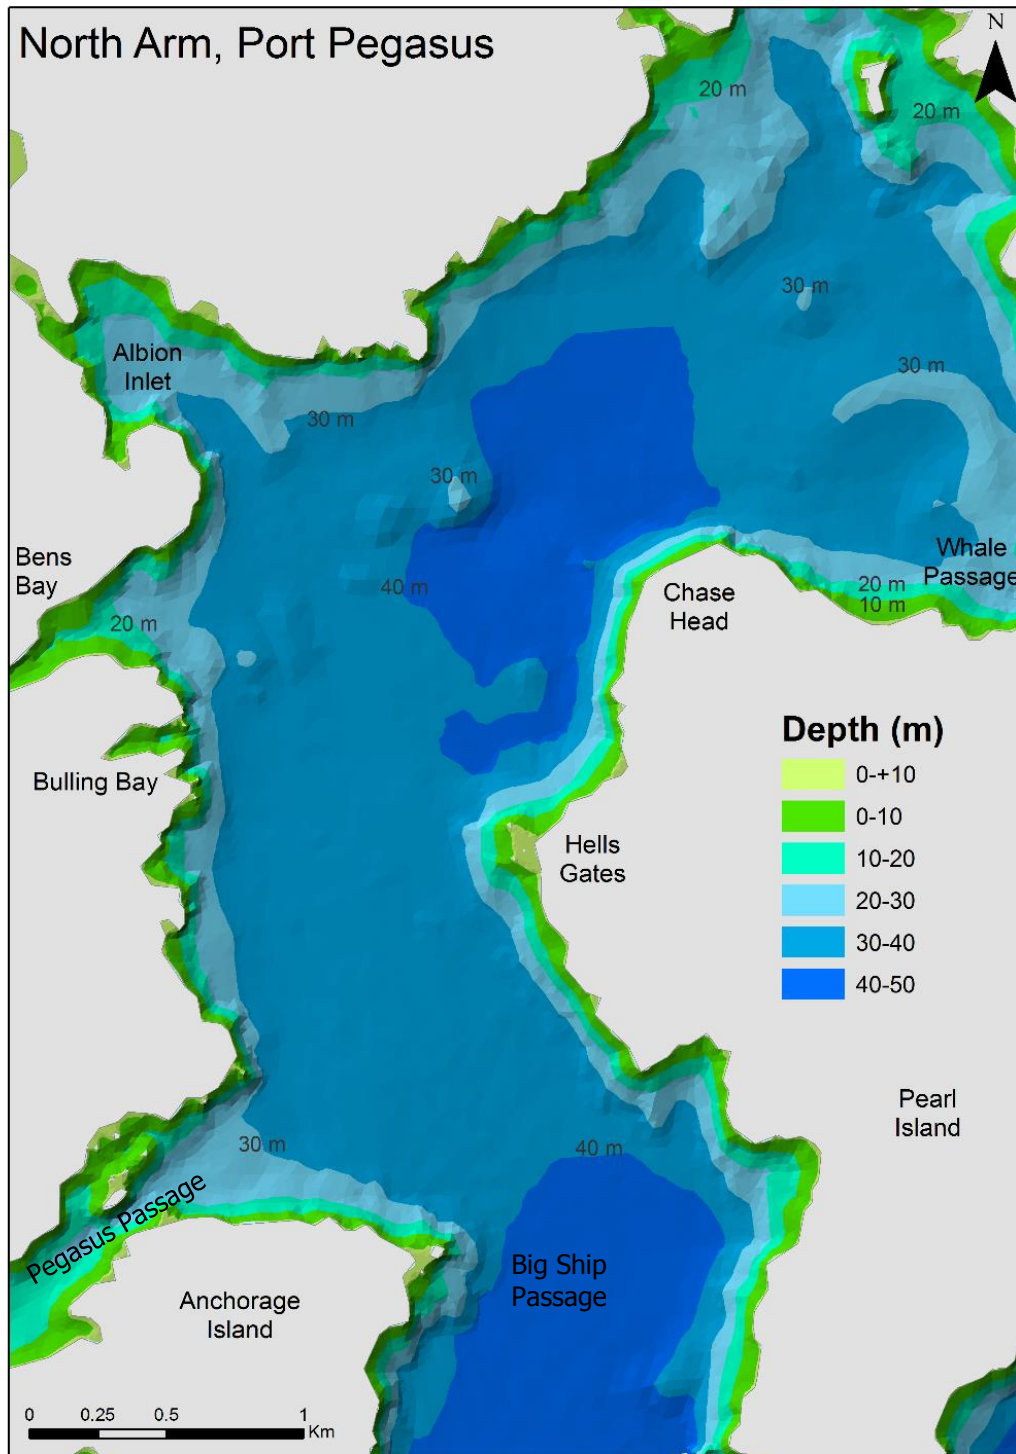 North Arm, Port Pegasus
N
20 m
20 m
30 m
Albion
Inlet
30 m
30 m
30 m
Bens
Bay
Whale
Passage
40 m
20 m
10 m
Chase
Head
20 m
Depth (m)
0-+10
0-10
10-20
20-30
30-40
40-50
Bulling Bay
Hells
Gates
Pearl
Island
30 m
40 m
Pegasus Passage
Big Ship
Passage
Anchorage
Island
0 0.25 0.5 1
Km